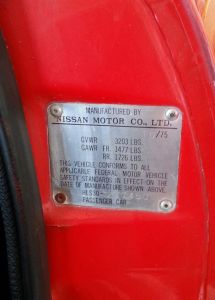 MANUFACTURED BY
NISSAN MOTOR CO., LTD.
/75
GVWR 3203 LBS.
GAWR FR. 1477 LBS.
RR. 1726 LBS.
THIS VEHICLE CONFORMS TO ALL
APPLICABLE FEDERAL MOTOR VEHICLE
SAFETY STANDARDS IN EFFECT ON THE
DATE OF MANUFACTURE SHOWN ABOVE
HLS30-
PASSENGER CAR